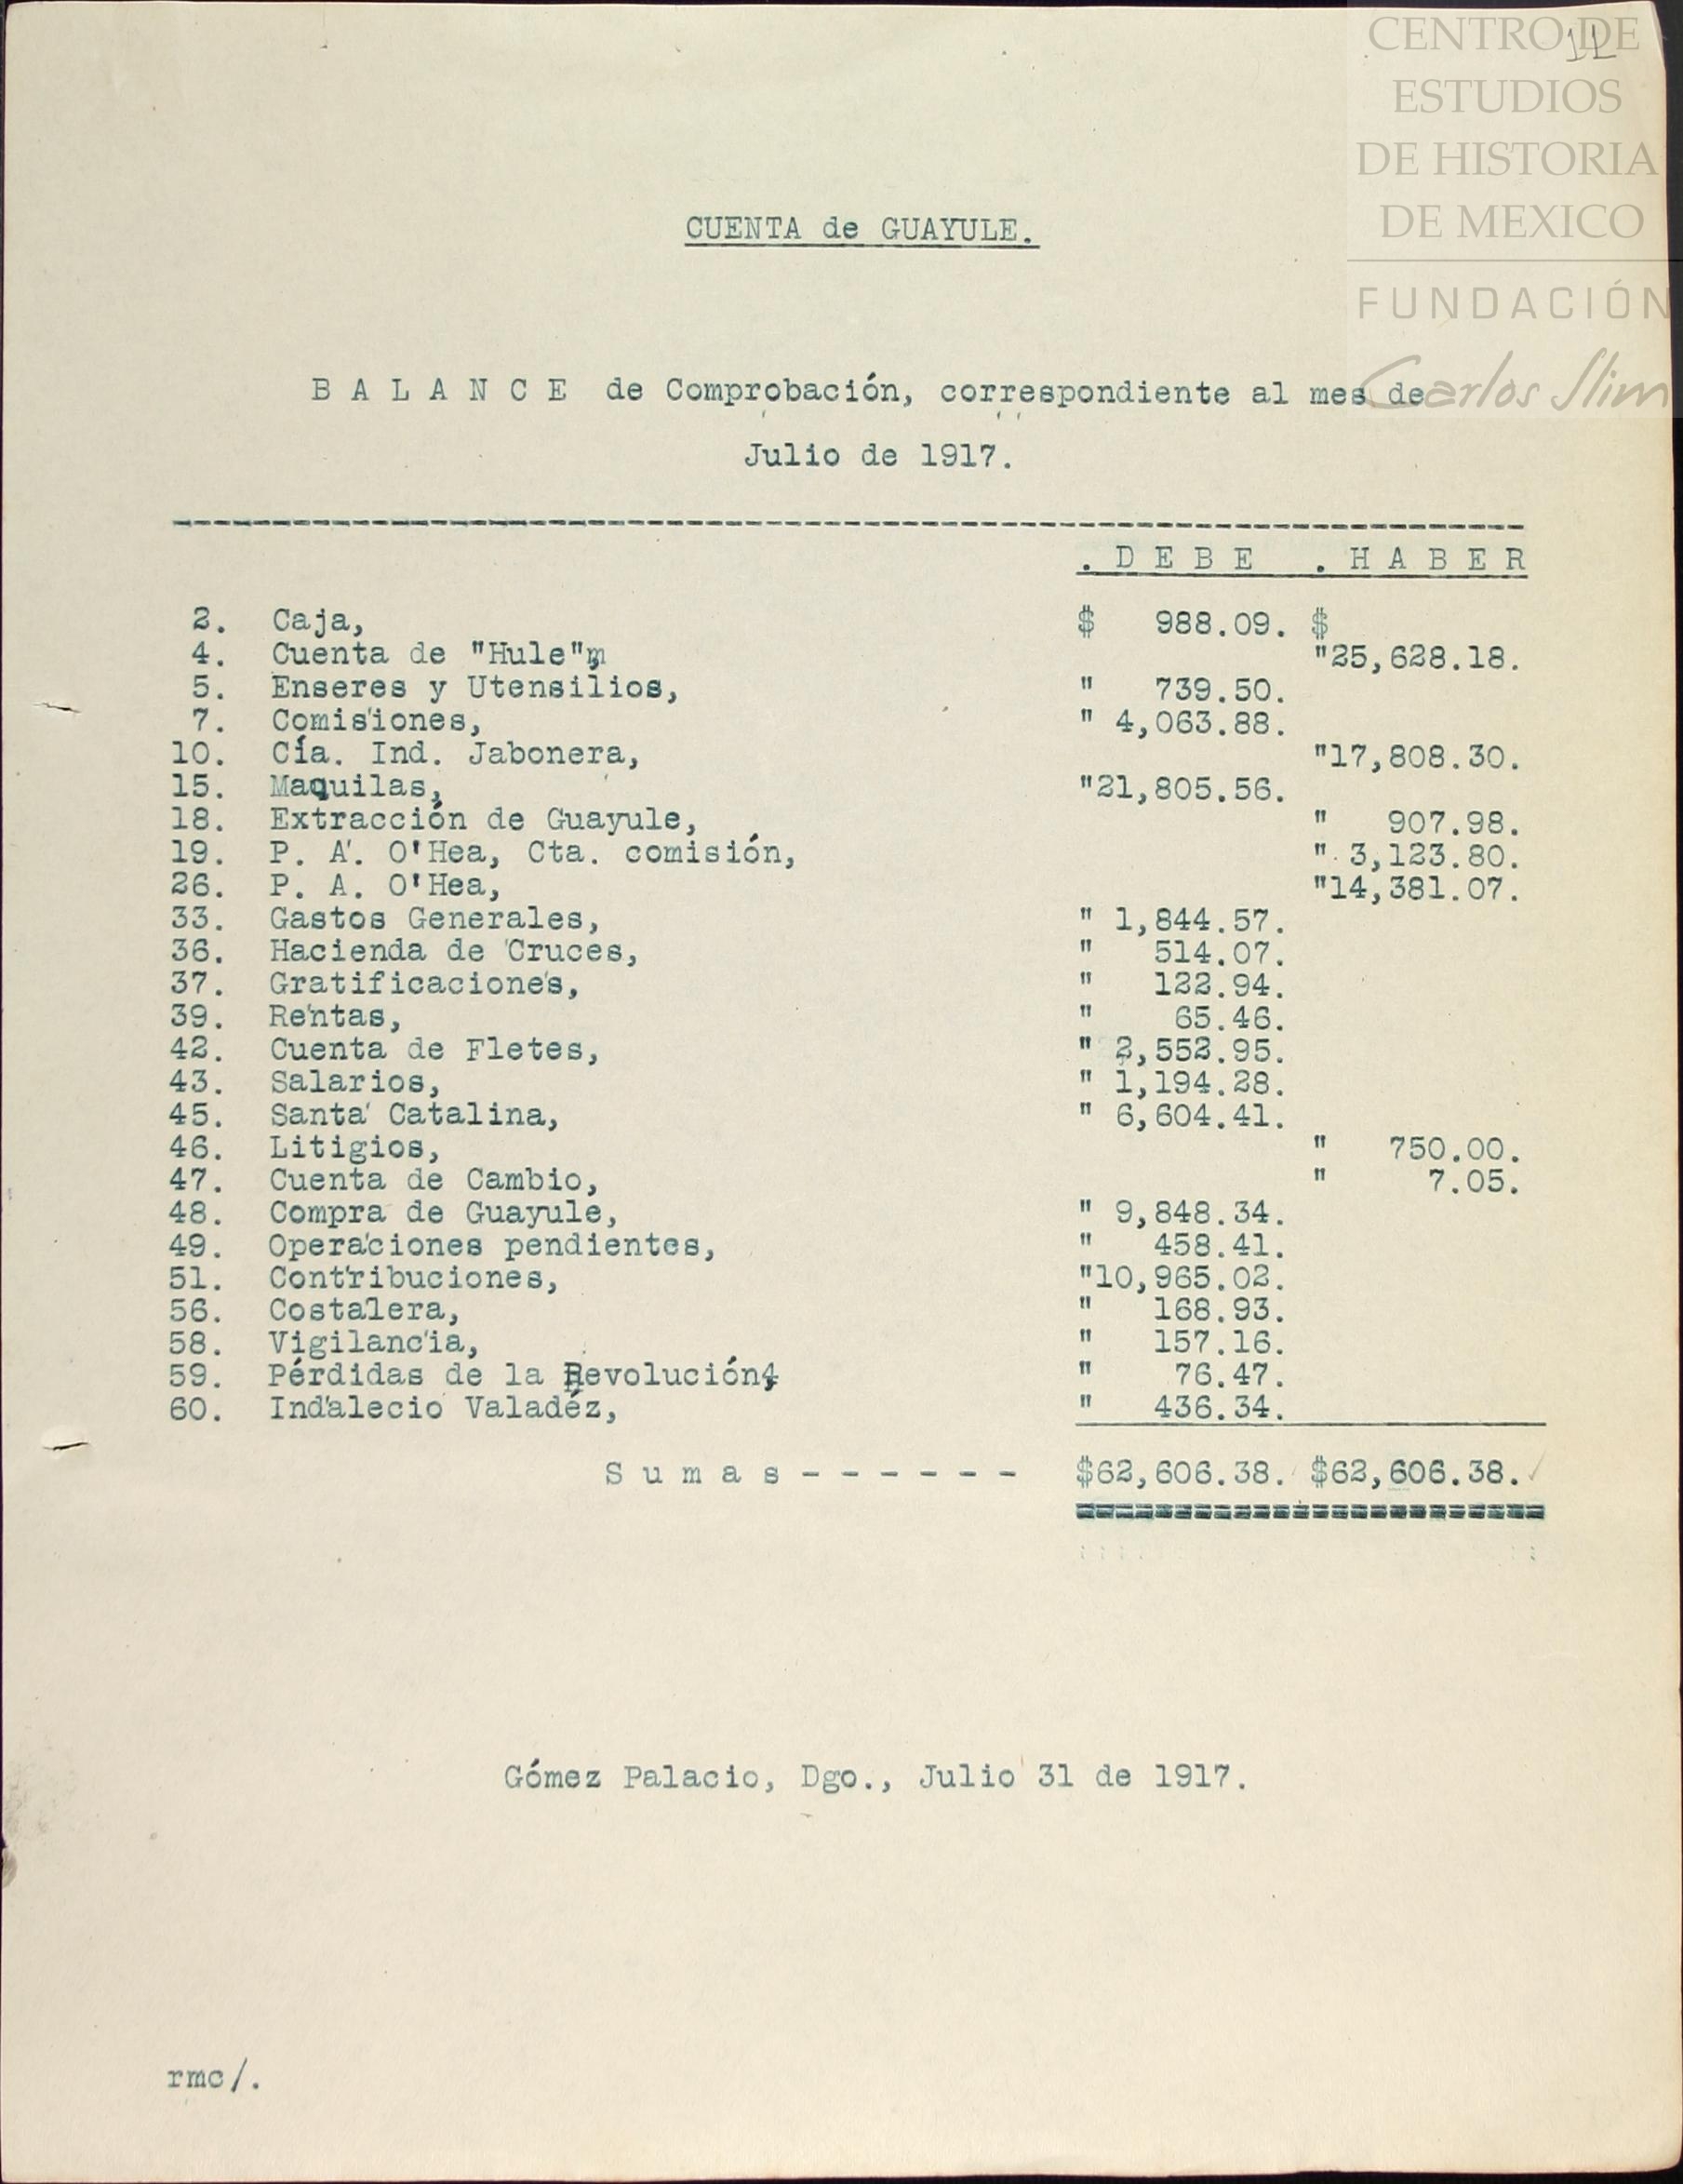 CENTRO DE
ESTUDIOS
DE HISTORIA
DE MEXICO
FUNDACIÓN
Carlos Slim
CUENTA de GUAYULE.
B A L A N C E de Comprobación, correspondiente al mes de
Julio de 1917.
. D E B E . H A B E R
2. Caja, $ 988.09. $
4. Cuenta de "Hule", "25,628.18.
5. Enseres y Utensilios, " 739.50.
7. Comisiones, " 4,063.88.
10. Cía. Ind. Jabonera, "17,808.30.
15. Maquilas, "21,805.56.
18. Extracción de Guayule, " 907.98.
19. P. A. O'Hea, Cta. comisión, " 3,123.80.
26. P. A. O'Hea, "14,381.07.
33. Gastos Generales, " 1,844.57.
36. Hacienda de Cruces, " 514.07.
37. Gratificaciones, " 122.94.
39. Rentas, " 65.46.
42. Cuenta de Fletes, " 2,552.95.
43. Salarios, " 1,194.28.
45. Santa Catalina, " 6,604.41.
46. Litigios, " 750.00.
47. Cuenta de Cambio, " 7.05.
48. Compra de Guayule, " 9,848.34.
49. Operaciones pendientes, " 458.41.
51. Contribuciones, "10,965.02.
56. Costalera, " 168.93.
58. Vigilancia, " 157.16.
59. Pérdidas de la Revolución, " 76.47.
60. Indalecio Valadéz, " 436.34.
S u m a s - - - - - - $62,606.38. $62,606.38.
Gómez Palacio, Dgo., Julio 31 de 1917.
rmc/.